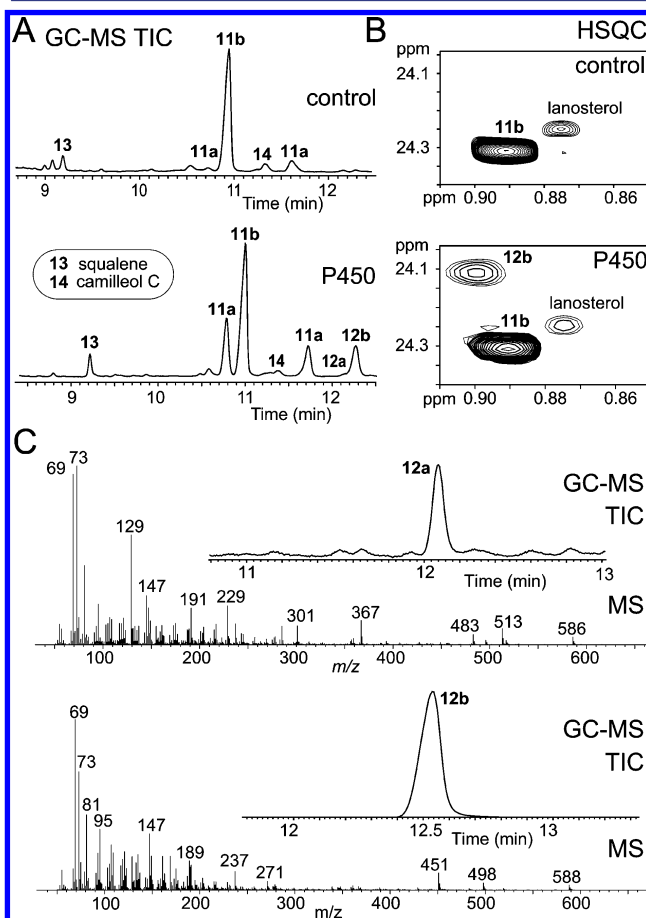 A GC-MS TIC
11b
control
13
11a
14
11a
9
10
11
12
Time (min)
13 squalene
14 camilleol C
11b
P450
13
11a
11a
14
12a
12b
9
10
11
12
Time (min)
B
HSQC
ppm
control
24.1
24.3
11b
lanosterol
ppm 0.90
0.88
0.86
ppm
P450
24.1
24.3
12b
11b
lanosterol
ppm 0.90
0.88
0.86
C
69
73
129
147
191
229
301
367
483
513
586
12a
GC-MS
TIC
11
12
13
Time (min)
MS
100
200
300
400
500
600
m/z
69
73
81
95
147
189
237
271
451
498
588
12b
GC-MS
TIC
12
12.5
13
Time (min)
MS
100
200
300
400
500
600
m/z